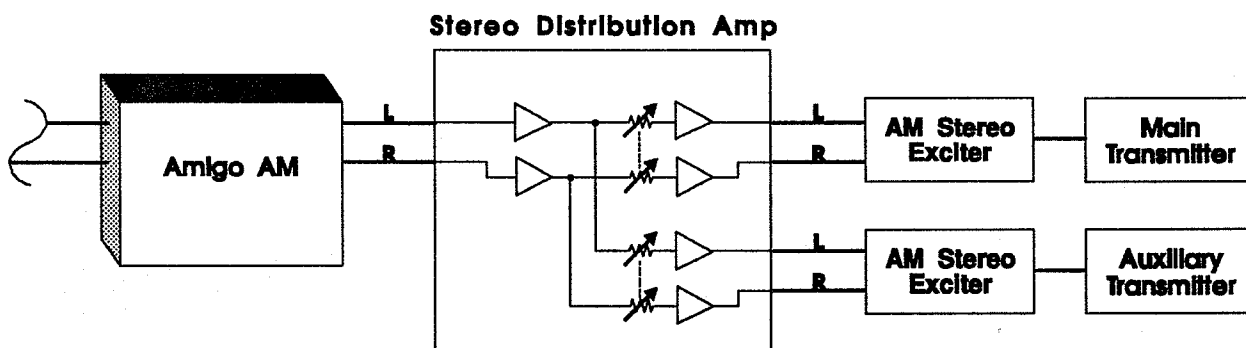 Stereo Distribution Amp
Amigo AM
L
R
L
R
AM Stereo
Exciter
Main
Transmitter
L
R
AM Stereo
Exciter
Auxiliary
Transmitter